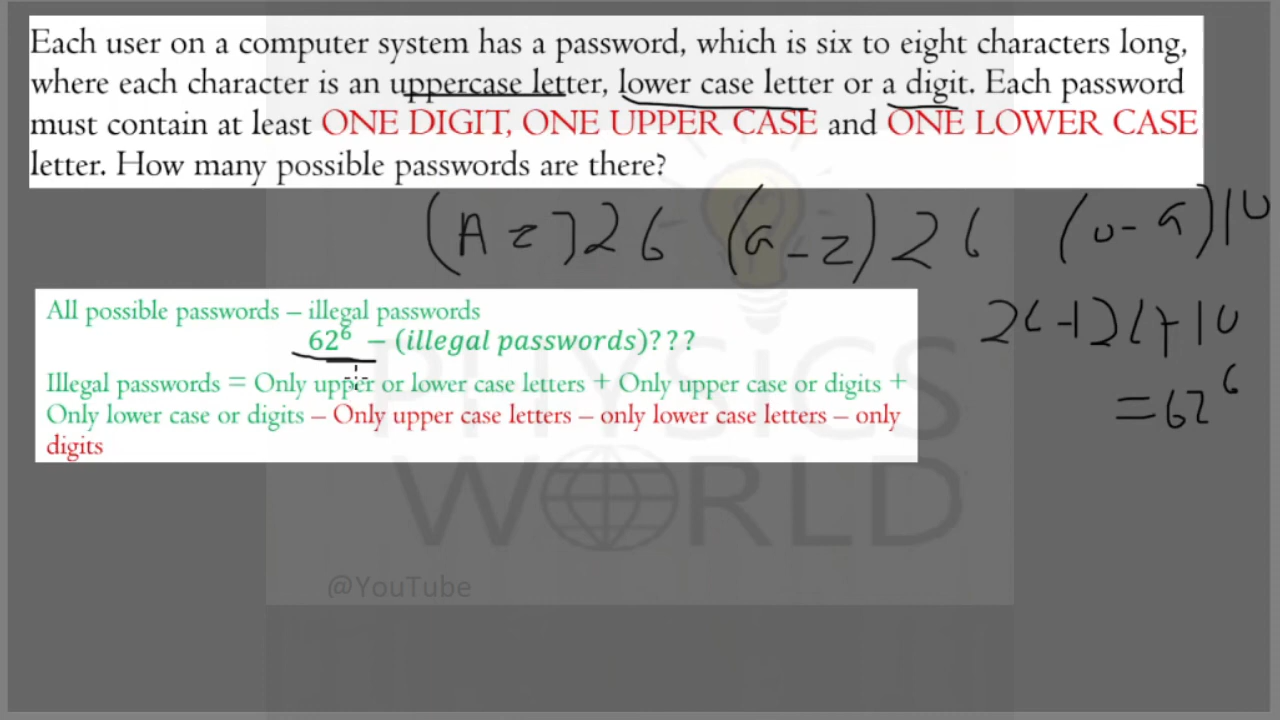 Each user on a computer system has a password, which is six to eight characters long,
where each character is an uppercase letter, lower case letter or a digit. Each password
must contain at least ONE DIGIT, ONE UPPER CASE and ONE LOWER CASE
letter. How many possible passwords are there?
(A z) 26 (a - z) 26 (0 - 9) 10
All possible passwords – illegal passwords
62⁶ – (illegal passwords)???
26 + 26 + 10
Illegal passwords = Only upper or lower case letters + Only upper case or digits +
Only lower case or digits – Only upper case letters – only lower case letters – only
digits
= 62⁶
PHYSICS
WORLD
@YouTube